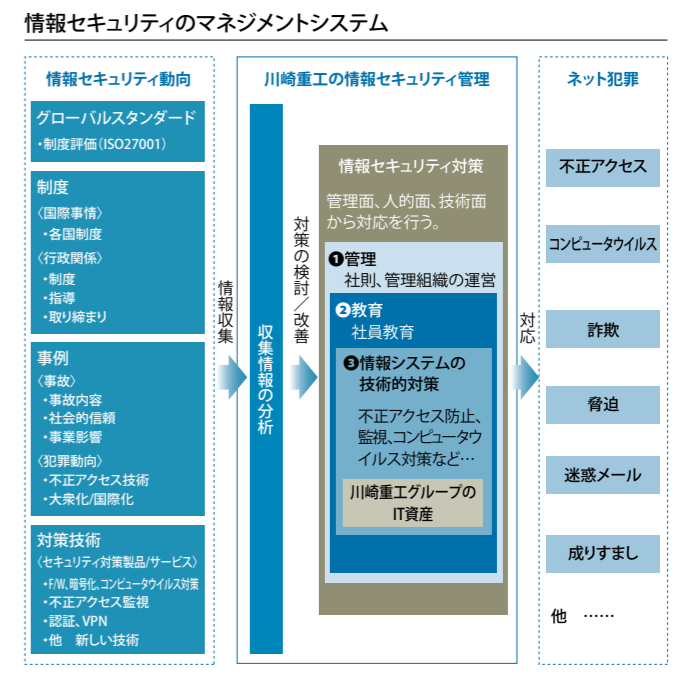 情報セキュリティのマネジメントシステム
情報セキュリティ動向
グローバルスタンダード
・制度評価(ISO27001)
制度
〈国際事情〉
・各国制度
〈行政関係〉
・制度
・指導
・取り締まり
事例
〈事故〉
・事故内容
・社会的信頼
・事業影響
〈犯罪動向〉
・不正アクセス技術
・大衆化/国際化
対策技術
〈セキュリティ対策製品/サービス〉
・F/W、暗号化、コンピュータウイルス対策
・不正アクセス監視
・認証、VPN
・他　新しい技術
情報収集
川崎重工の情報セキュリティ管理
収集情報の分析
対策の検討／改善
情報セキュリティ対策
管理面、人的面、技術面
から対応を行う。
❶管理
社則、管理組織の運営
❷教育
社員教育
❸情報システムの
技術的対策
不正アクセス防止、
監視、コンピュータウ
イルス対策など…
川崎重工グループの
IT資産
対応
ネット犯罪
不正アクセス
コンピュータウイルス
詐欺
脅迫
迷惑メール
成りすまし
他　……